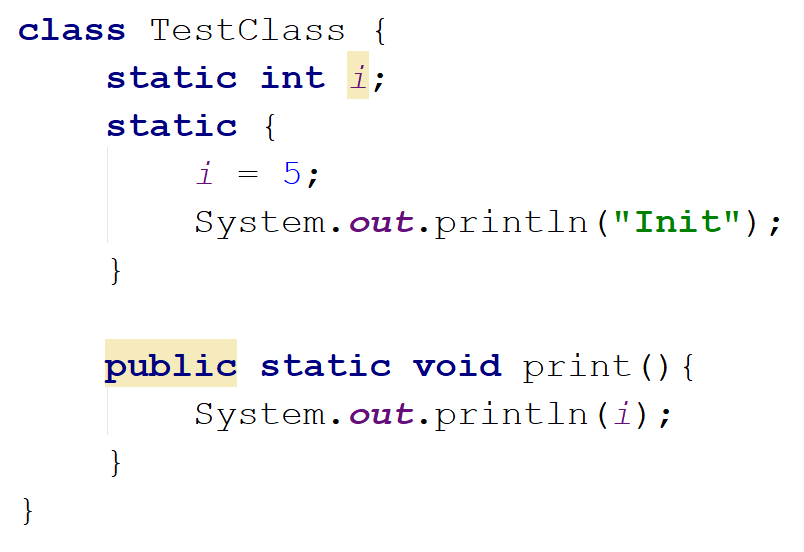 class TestClass {
    static int i;
    static {
        i = 5;
        System.out.println("Init");
    }

    public static void print(){
        System.out.println(i);
    }
}